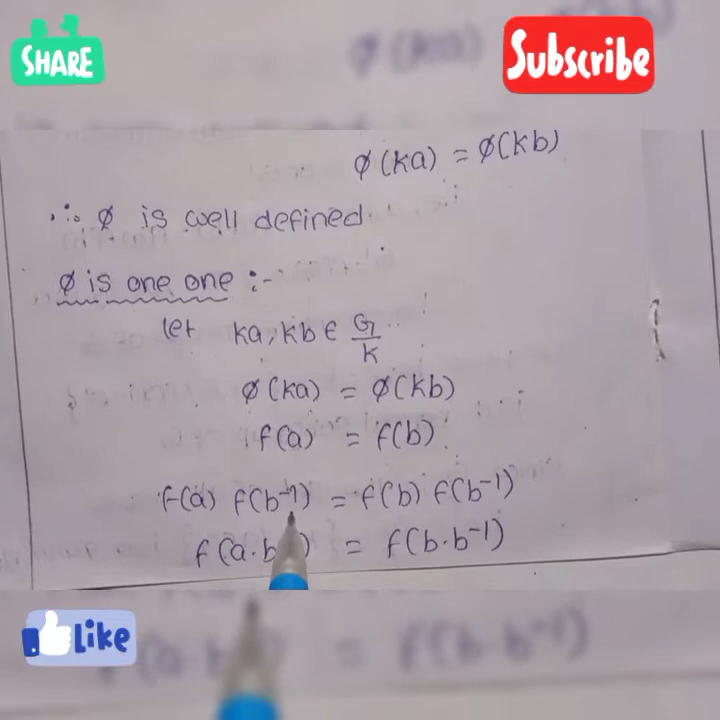 SHARE
Subscribe
ø (ka) = ø(kb)
∴ ø is well defined
ø is one one :-
let ka, kb ∈ G/K
ø (ka) = ø(kb)
f(a) = f(b)
f(a) f(b⁻¹) = f(b) f(b⁻¹)
f(a·b ) = f(b·b⁻¹)
Like